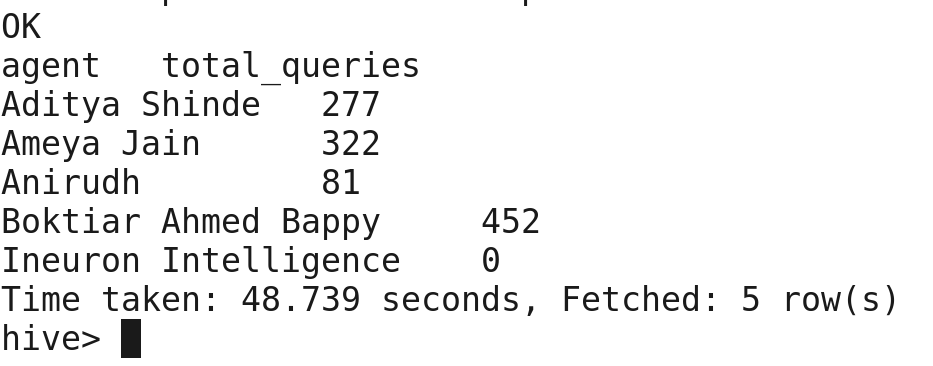 OK
agent	total_queries
Aditya Shinde	277
Ameya Jain	322
Anirudh	81
Boktiar Ahmed Bappy	452
Ineuron Intelligence	0
Time taken: 48.739 seconds, Fetched: 5 row(s)
hive>